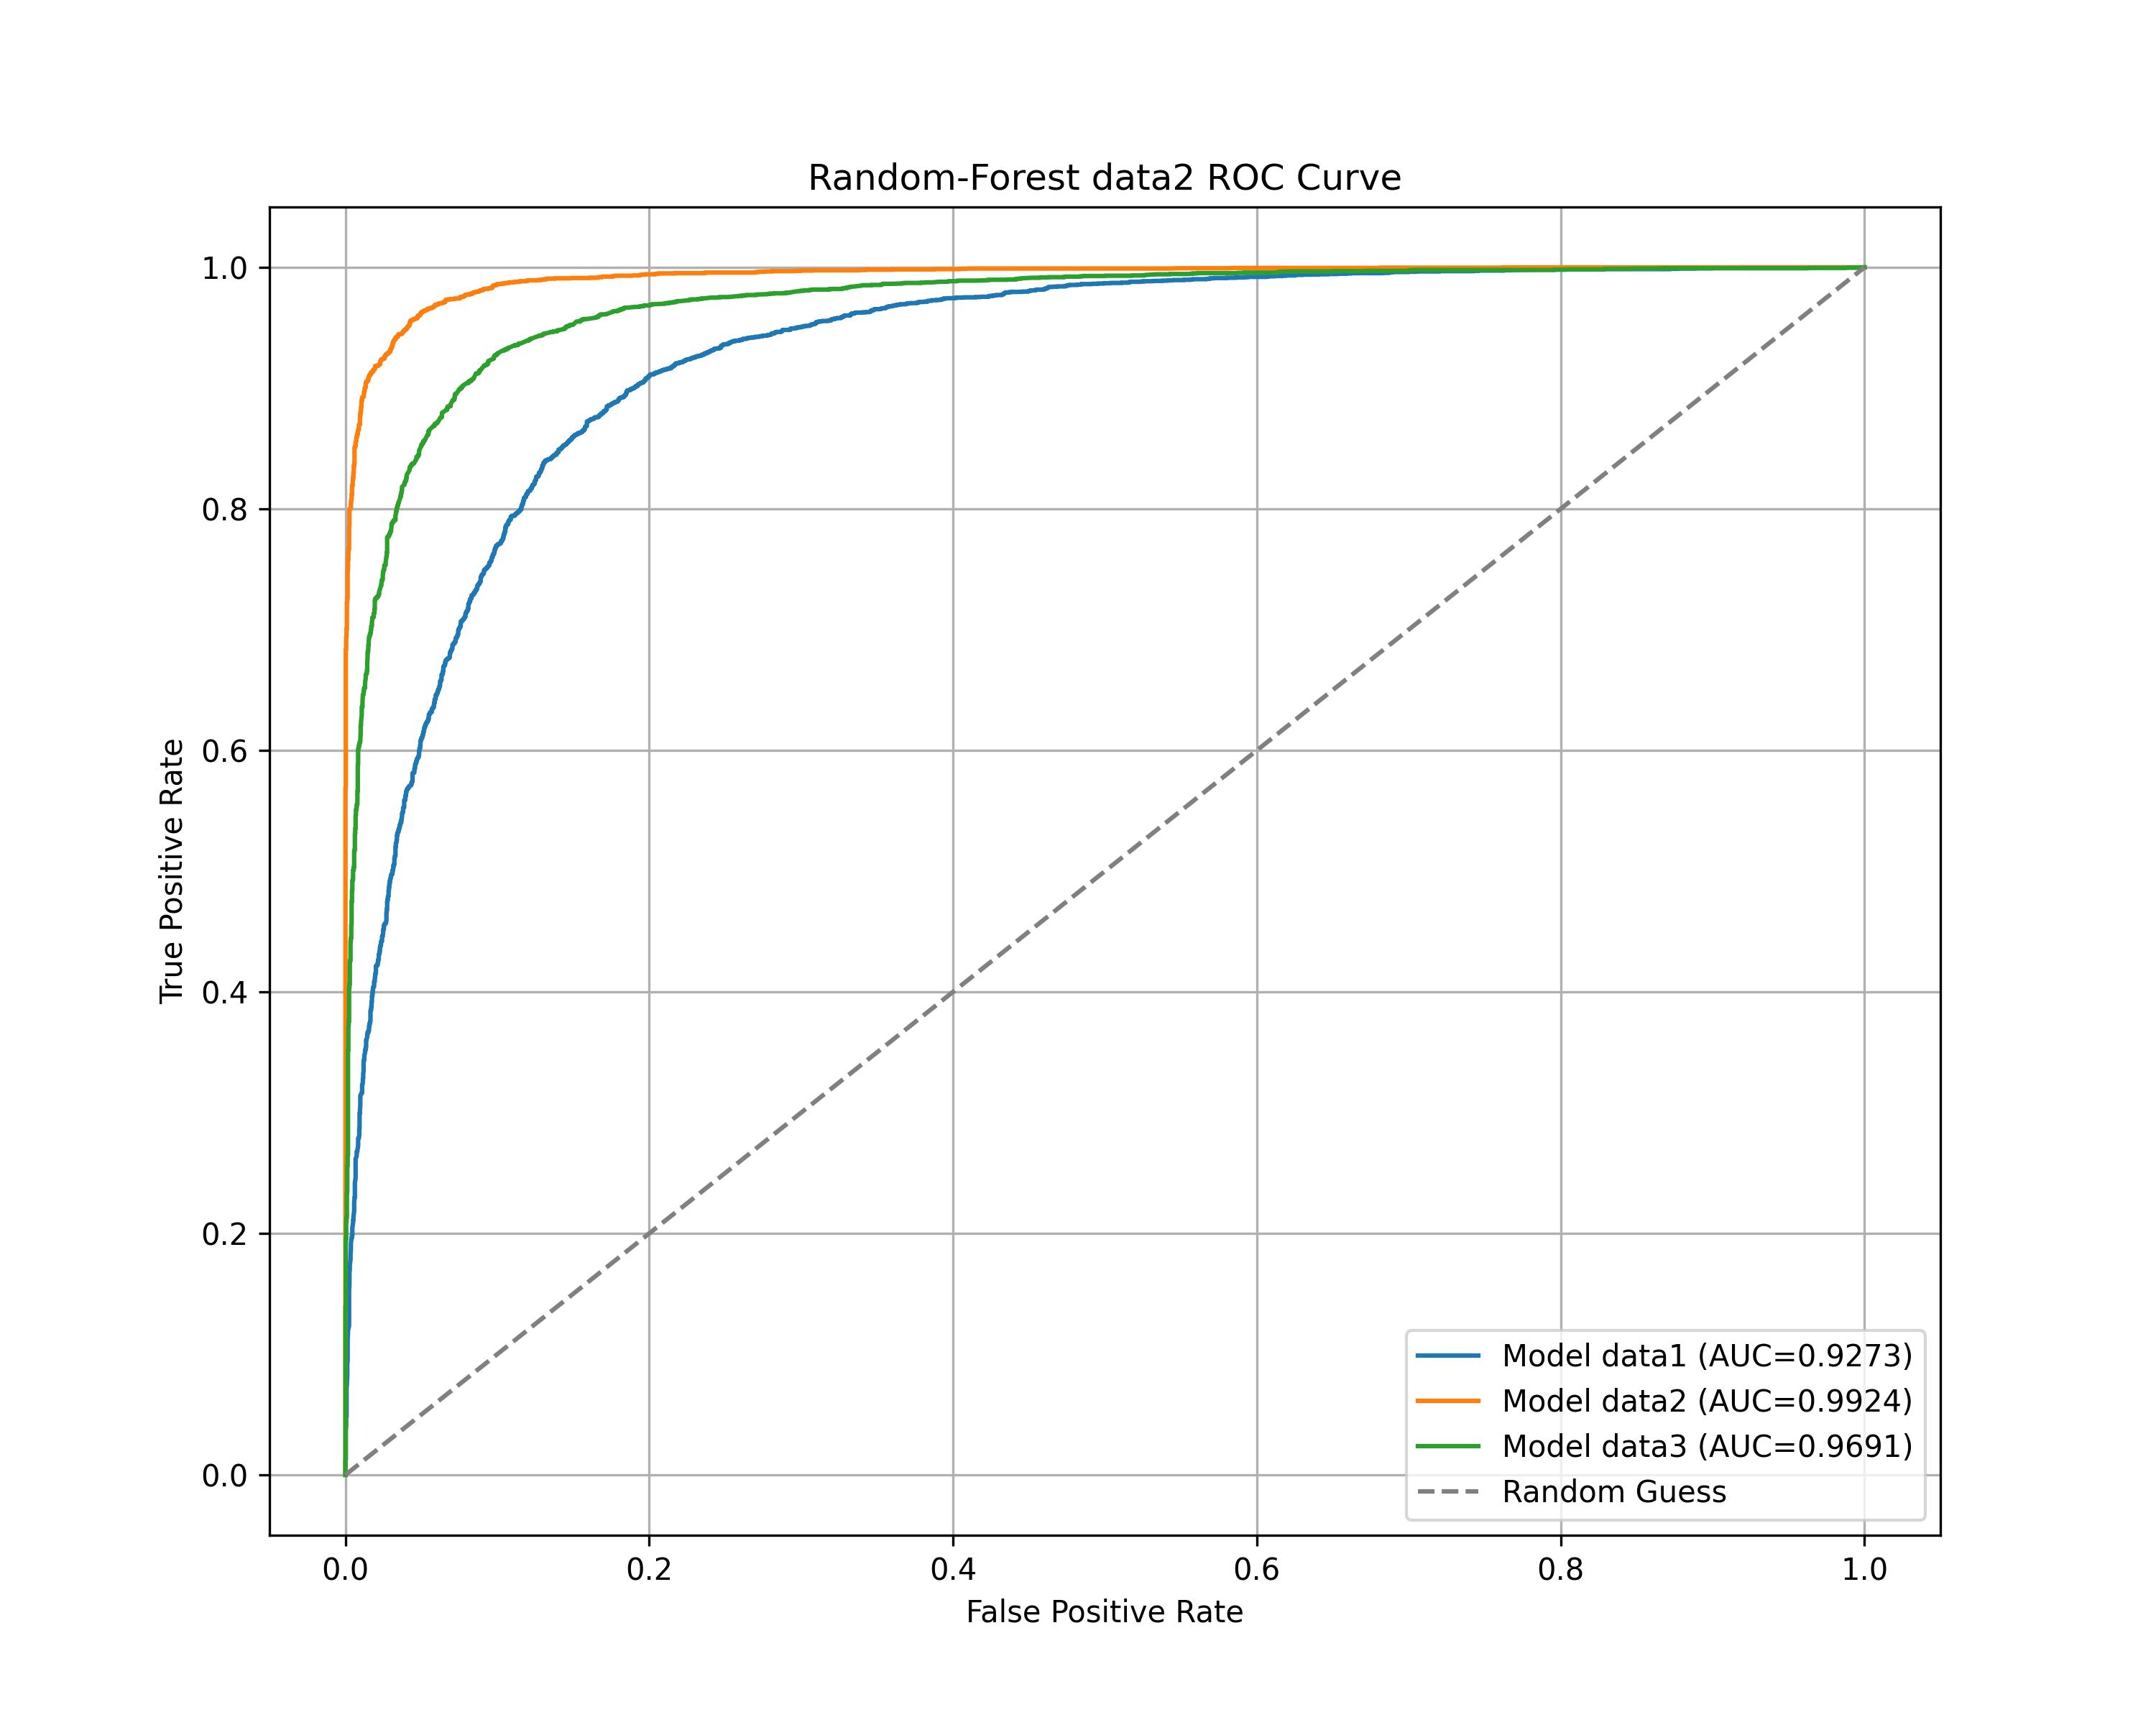 Random-Forest data2 ROC Curve
True Positive Rate
1.0
0.8
0.6
0.4
0.2
0.0
0.0 0.2 0.4 0.6 0.8 1.0
False Positive Rate
Model data1 (AUC=0.9273)
Model data2 (AUC=0.9924)
Model data3 (AUC=0.9691)
Random Guess